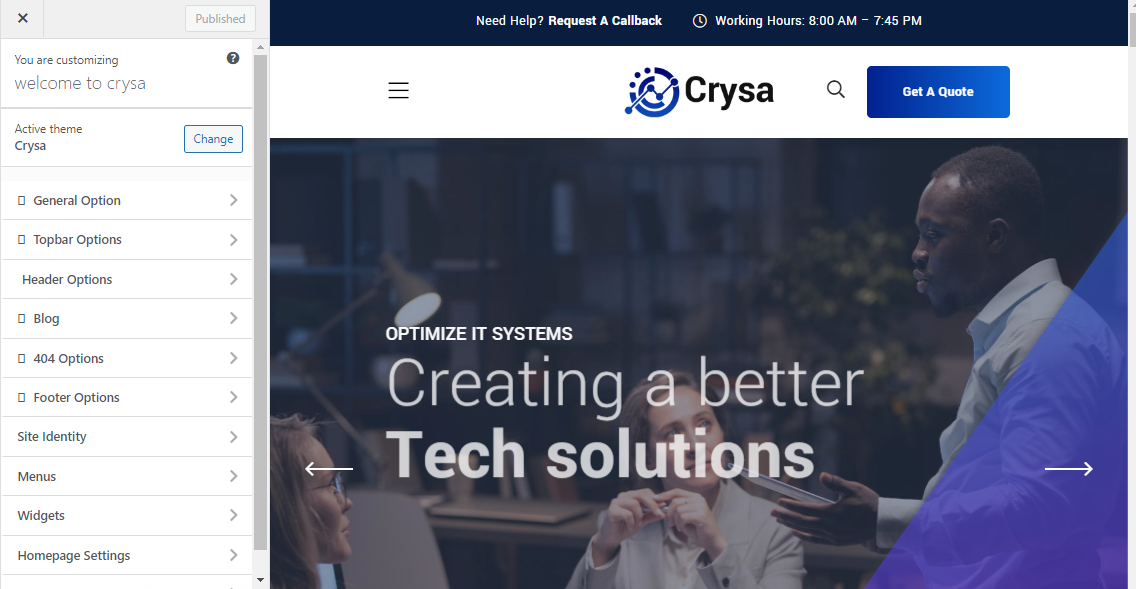 Published
You are customizing
welcome to crysa
Active theme
Crysa
Change
General Option
Topbar Options
Header Options
Blog
404 Options
Footer Options
Site Identity
Menus
Widgets
Homepage Settings
Need Help? Request A Callback
Working Hours: 8:00 AM – 7:45 PM
Crysa
Get A Quote
OPTIMIZE IT SYSTEMS
Creating a better
Tech solutions